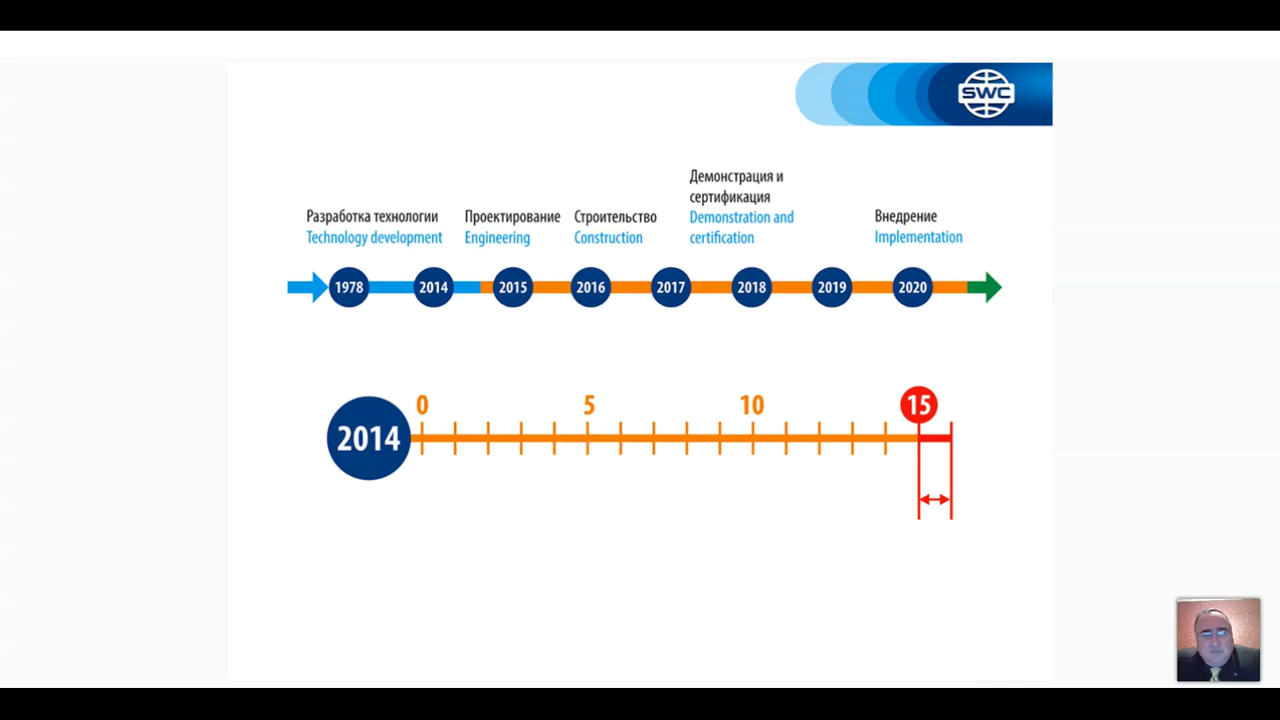 SWC
Демонстрация и
сертификация
Demonstration and
certification
Разработка технологии
Technology development
Проектирование
Engineering
Строительство
Construction
Внедрение
Implementation
1978 2014 2015 2016 2017 2018 2019 2020
0 5 10 15
2014